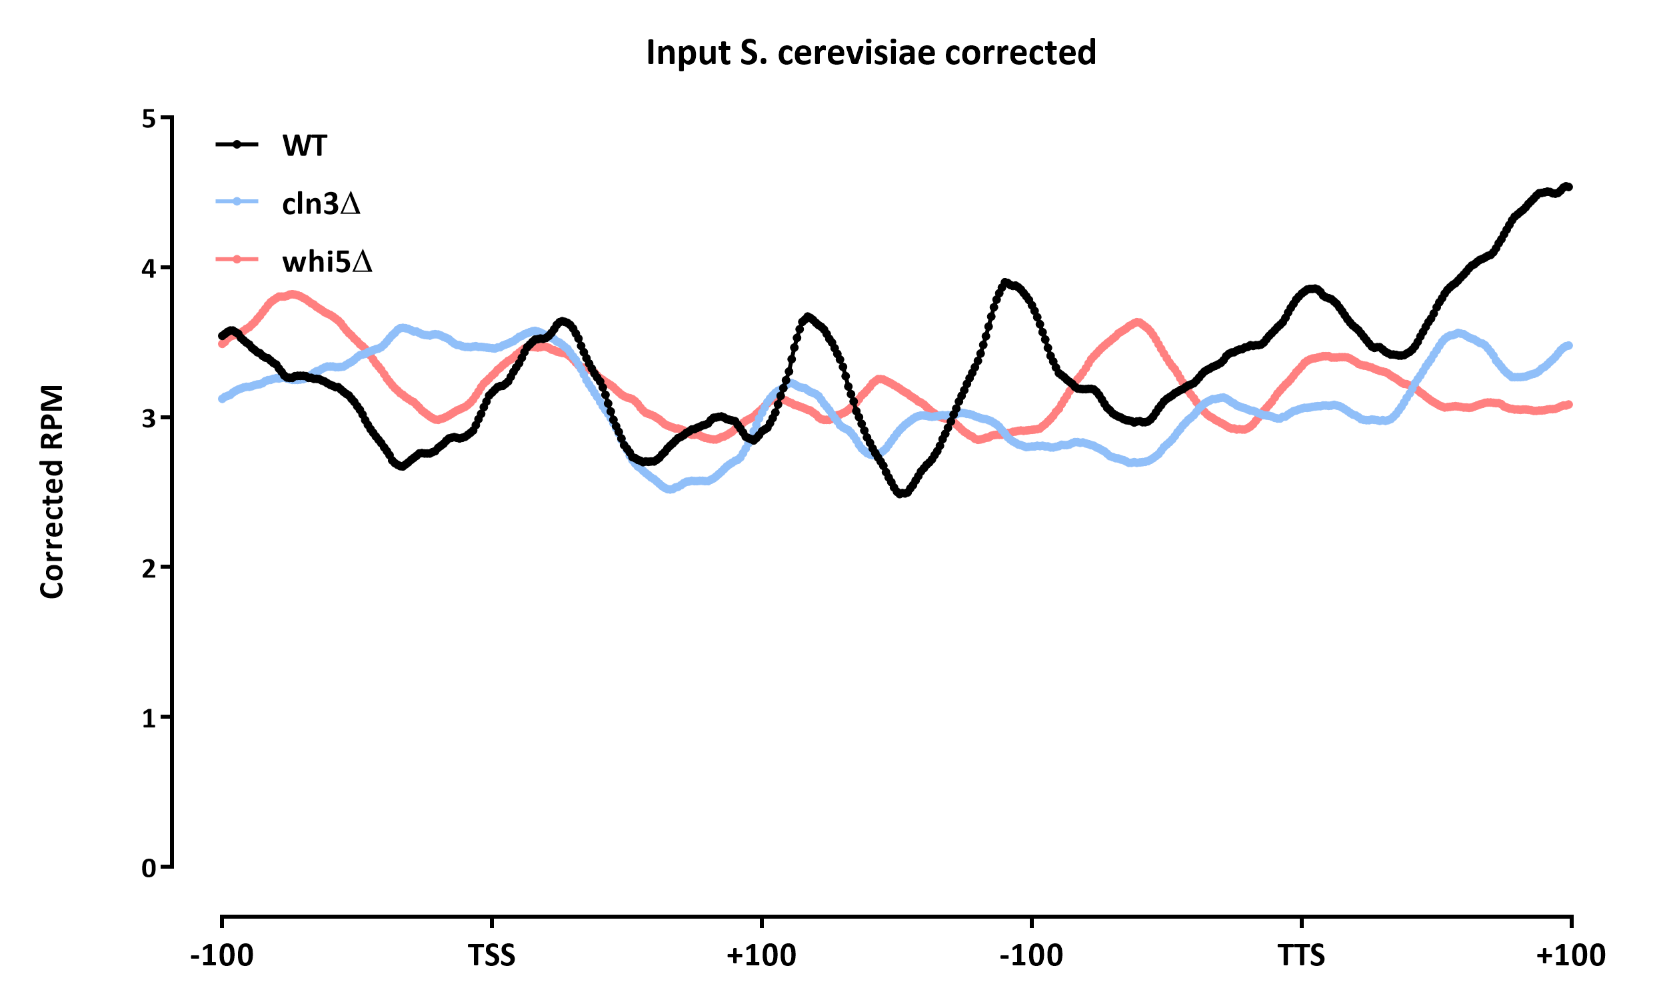 Input S. cerevisiae corrected
5
WT
cln3Δ
whi5Δ
4
3
Corrected RPM
2
1
0
-100 TSS +100 -100 TTS +100